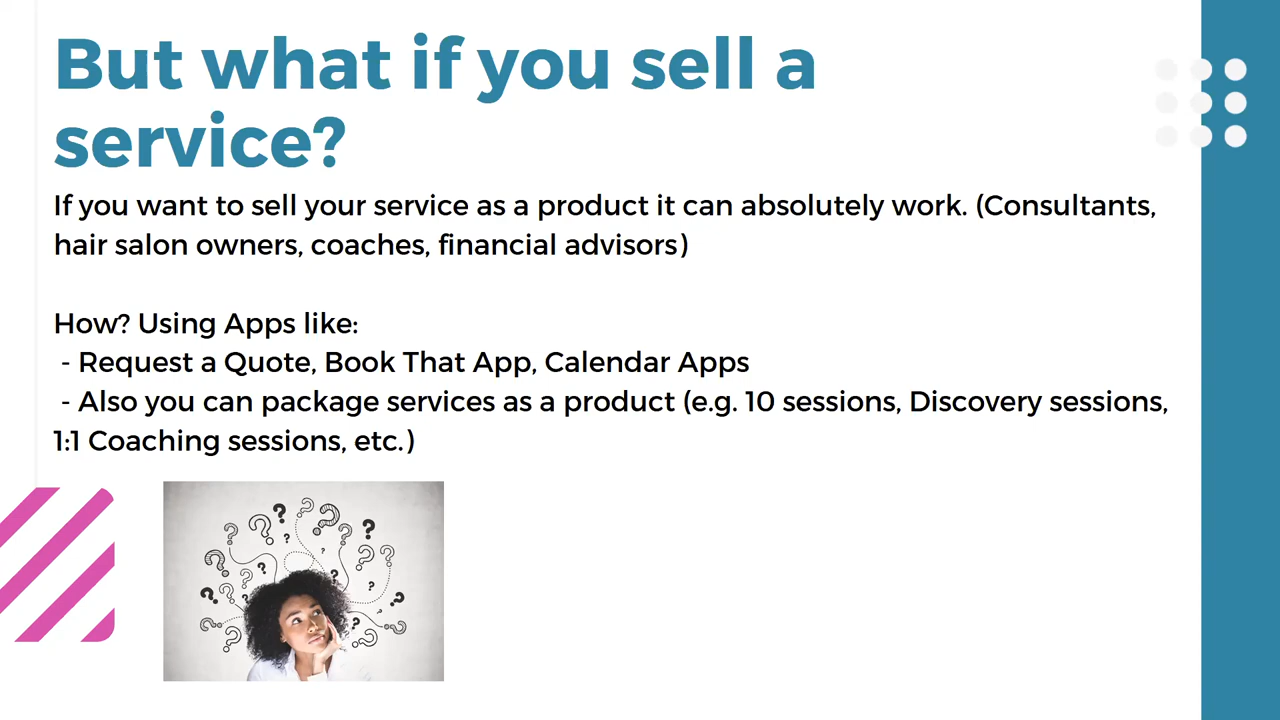 But what if you sell a
service?
If you want to sell your service as a product it can absolutely work. (Consultants,
hair salon owners, coaches, financial advisors)
How? Using Apps like:
- Request a Quote, Book That App, Calendar Apps
- Also you can package services as a product (e.g. 10 sessions, Discovery sessions,
1:1 Coaching sessions, etc.)